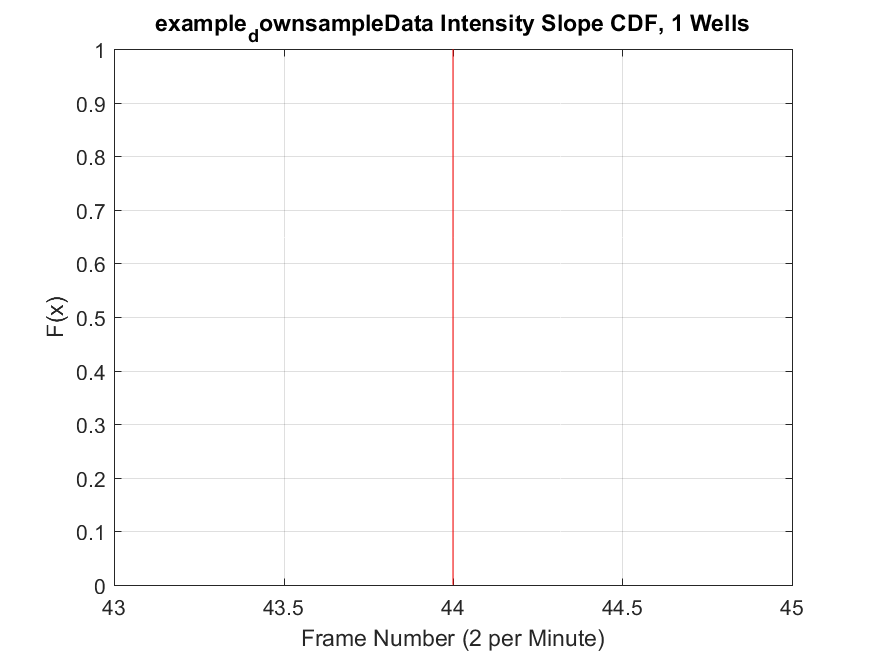 example_downsampleData Intensity Slope CDF, 1 Wells
1
0.9
0.8
0.7
0.6
0.5
0.4
0.3
0.2
0.1
0
F(x)
43 43.5 44 44.5 45
Frame Number (2 per Minute)